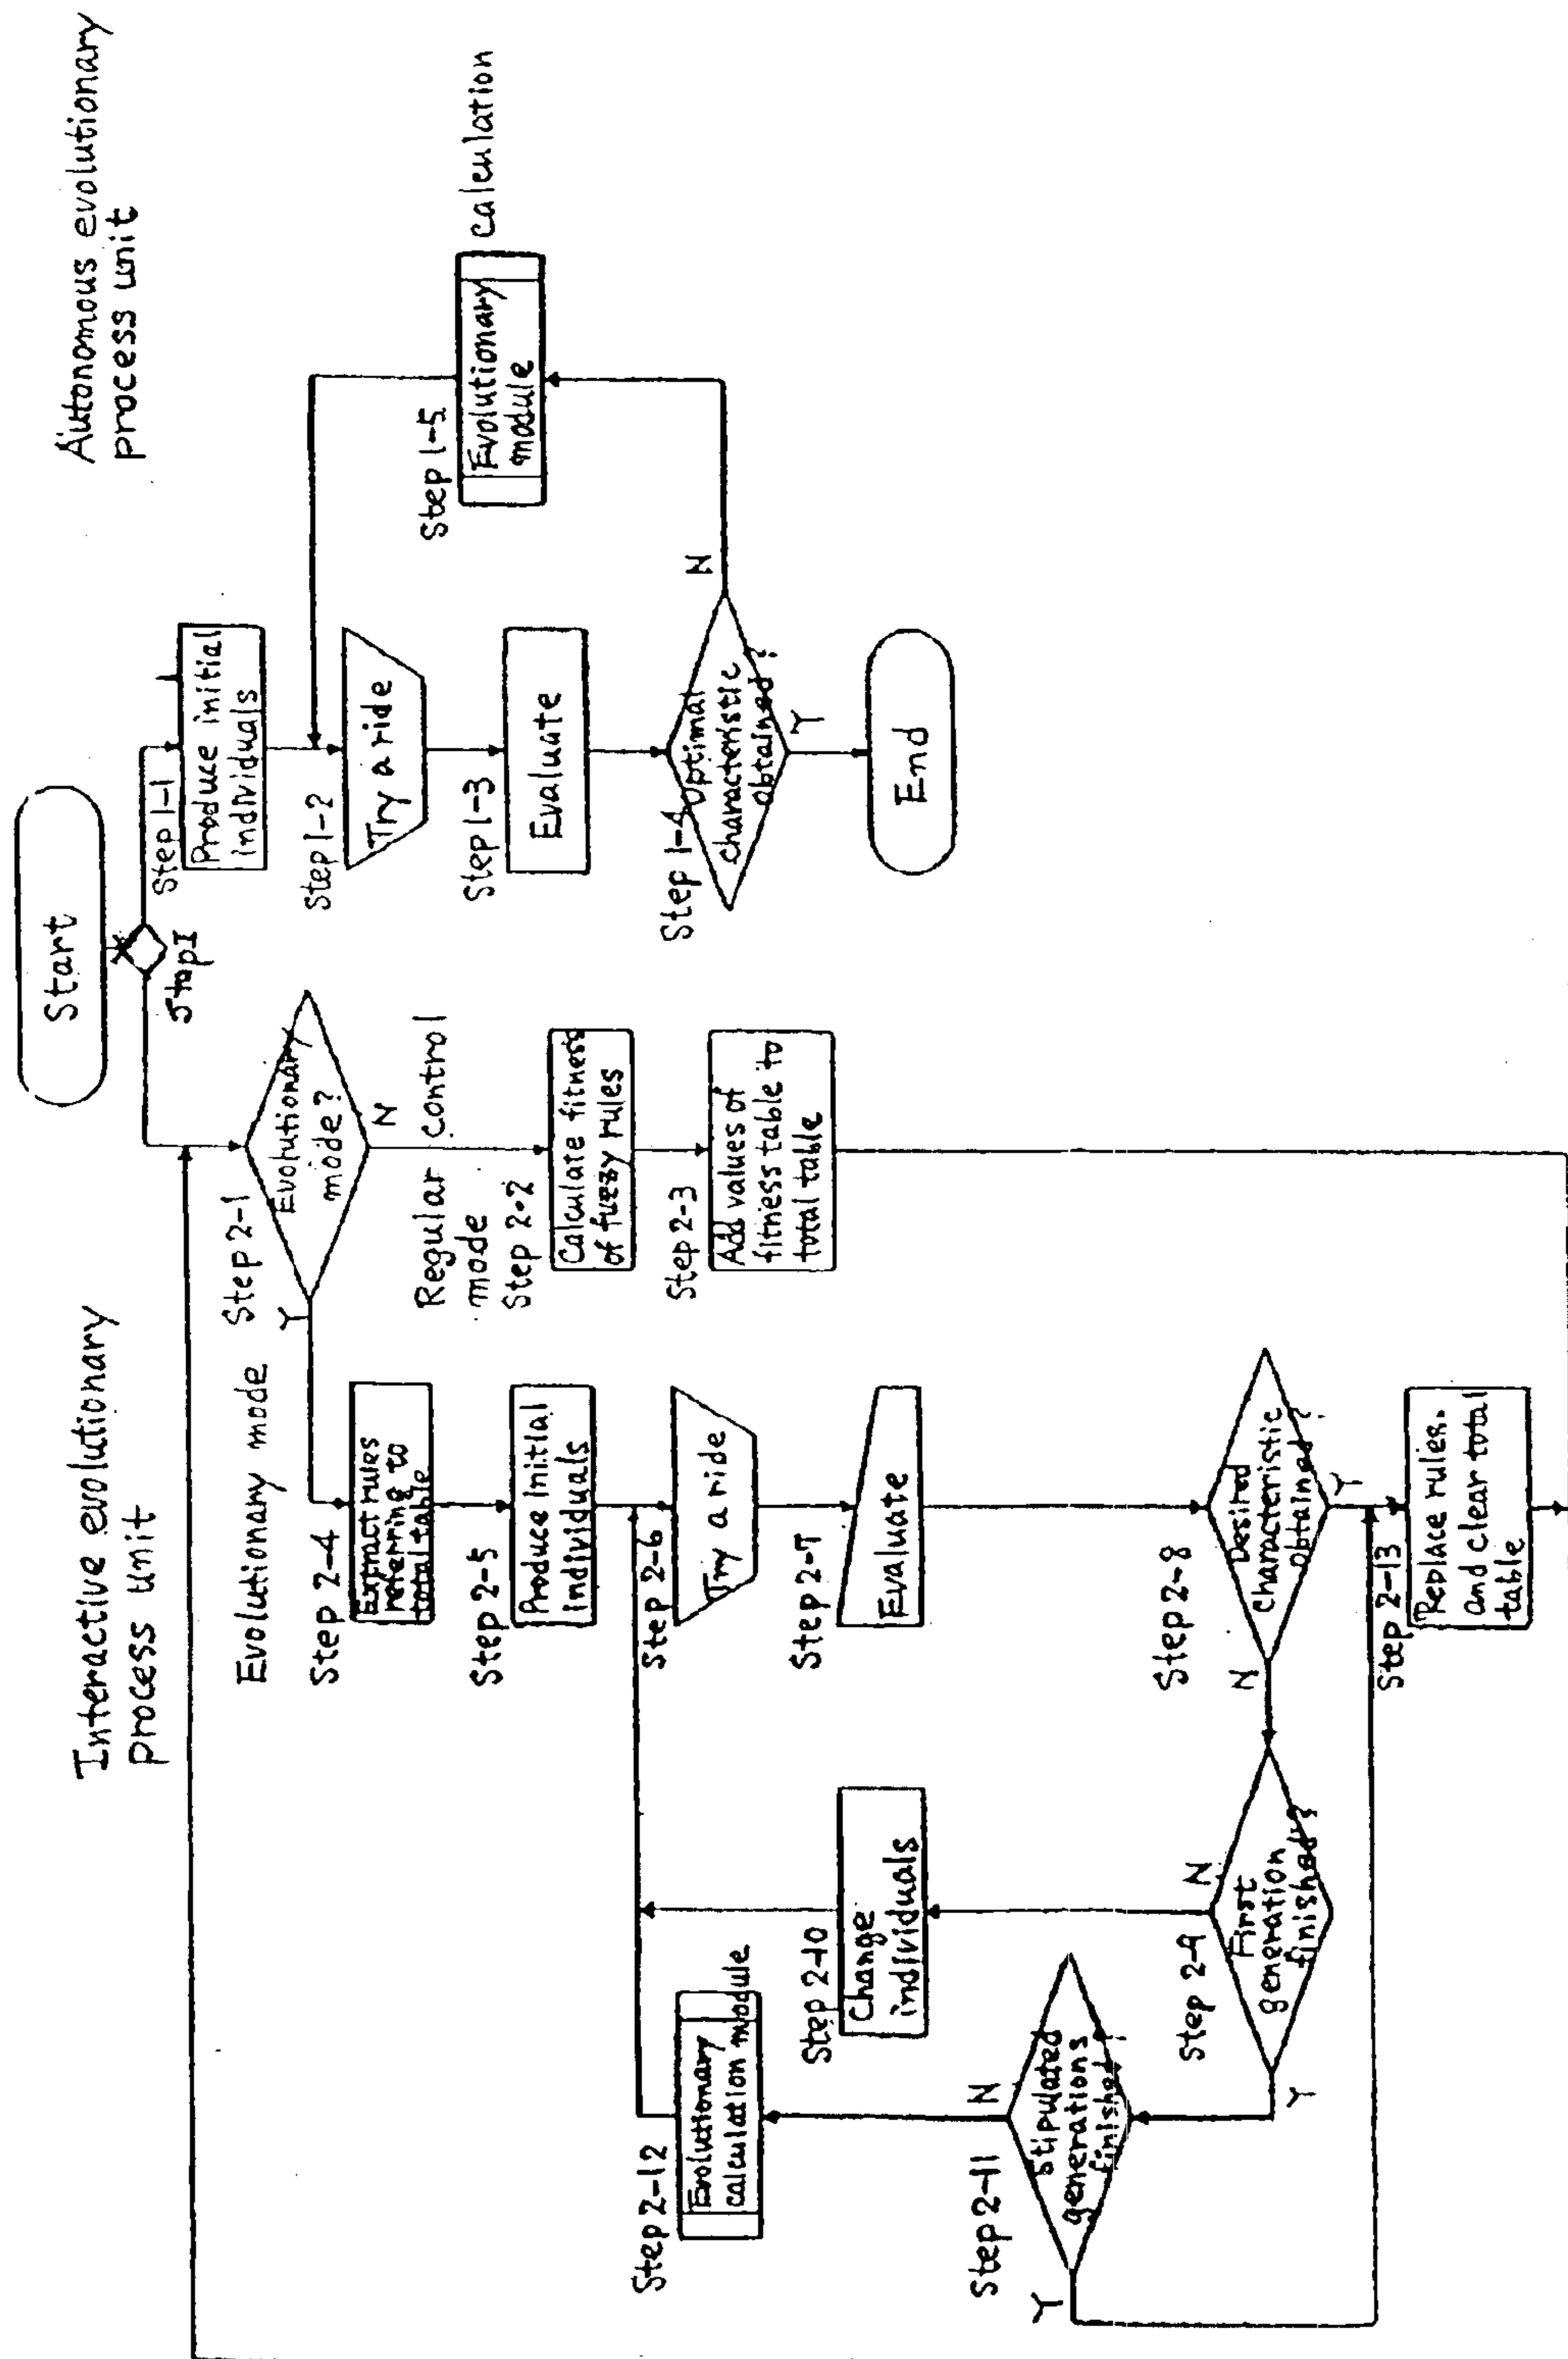 Autonomous evolutionary
process unit
Interactive evolutionary
process unit
Start
Step I
Step 1-1
Produce initial
individuals
Step 1-2
Try a ride
Step 1-3
Evaluate
Step 1-4
Optimal
characteristic
obtained?
N
Y
End
Step 1-5
Evolutionary
module
calculation
Step 2-1
Evolutionary
mode?
N
Y
Regular control
mode
Step 2-2
Calculate fitness
of fuzzy rules
Step 2-3
Add values of
fitness table to
total table
Evolutionary mode
Step 2-4
Extract rules
referring to
total table
Step 2-5
Produce initial
individuals
Step 2-6
Try a ride
Step 2-7
Evaluate
Step 2-8
Desired
characteristic
obtained?
N
Y
Step 2-9
First
generation
finished?
N
Y
Step 2-10
Change
individuals
Step 2-11
Stipulated
generations
finished?
N
Y
Step 2-12
Evolutionary
calculation module
Step 2-13
Replace rules.
and clear total
table